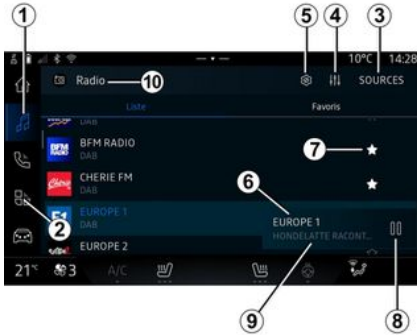 1
5
4
3
10°C 14:28
Radio
10
SOURCES
Liste
Favoris
DAB
BFM RADIO
DAB
7
CHERIE FM
DAB
6
EUROPE 1
DAB
EUROPE 1
HONDELATTE RACONT...
2
EUROPE 2
21°
3
A/C
9
8